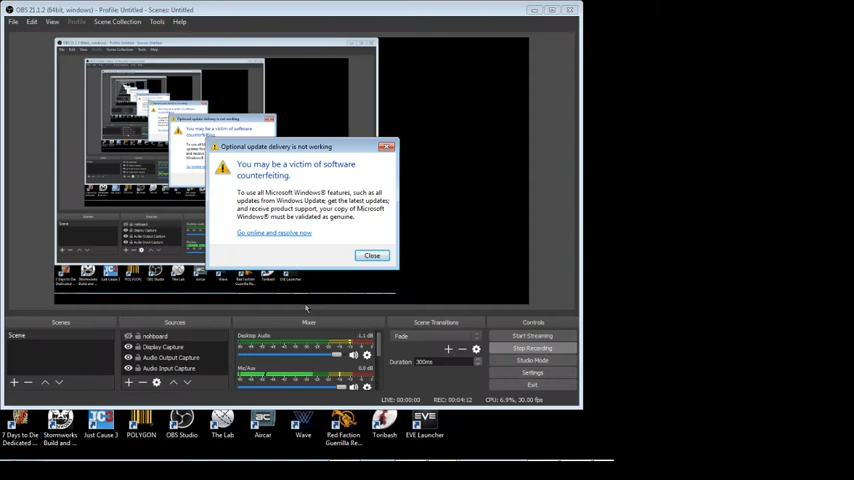 OBS 21.1.2 (64bit, windows) - Profile: Untitled - Scenes: Untitled
File Edit View Profile Scene Collection Tools Help
Optional update delivery is not working
You may be a victim of software
counterfeiting.
To use all Microsoft Windows® features, such as all
updates from Windows Update; get the latest updates;
and receive product support, your copy of Microsoft
Windows® must be validated as genuine.
Go online and resolve now
Close
Scenes Sources Mixer Scene Transitions Controls
Scene
nohboard
Display Capture
Audio Output Capture
Audio Input Capture
Desktop Audio -1.1 dB
Mic/Aux 0.0 dB
Fade
Duration 300ms
Start Streaming
Stop Recording
Studio Mode
Settings
Exit
LIVE: 00:00:00 REC: 00:04:12 CPU: 6.9%, 30.00 fps
7 Days to Die Stormworks Just Cause 3 POLYGON OBS Studio The Lab Aircar Wave Red Faction Toribash EVE Launcher
Dedicated ... Build and ... Guerrilla Re...